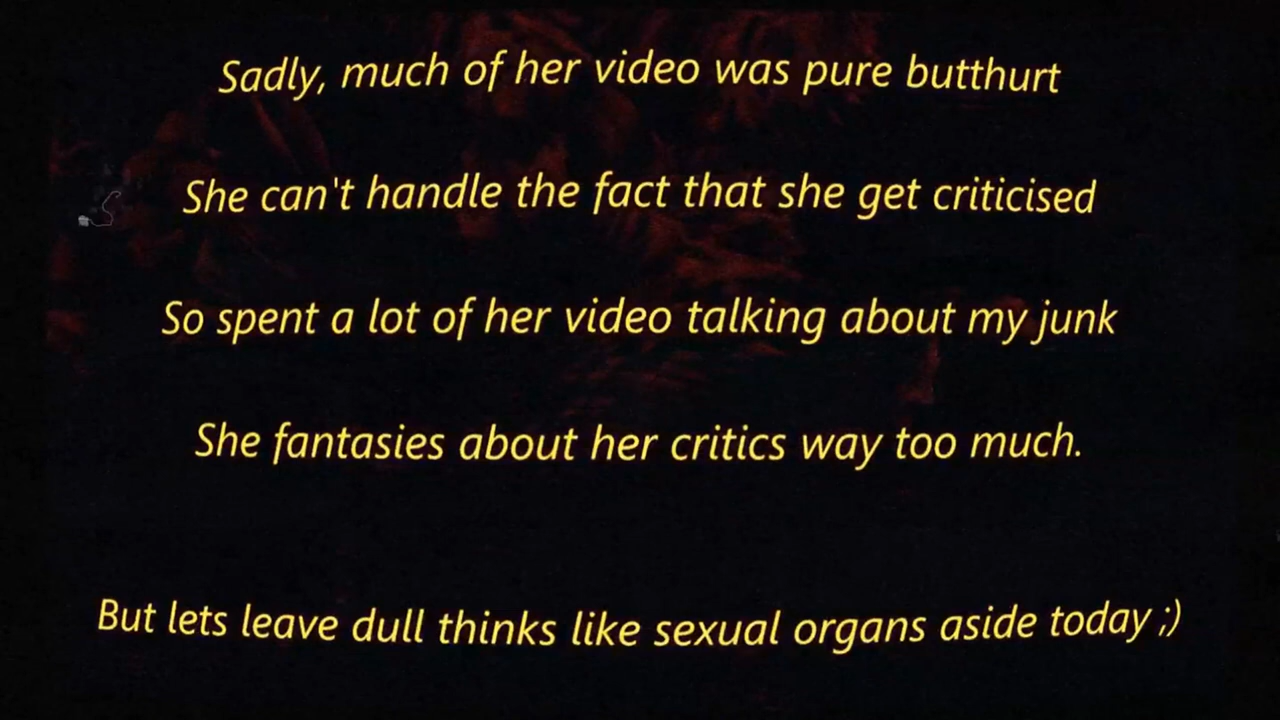 Sadly, much of her video was pure butthurt
She can't handle the fact that she get criticised
So spent a lot of her video talking about my junk
She fantasies about her critics way too much.
But lets leave dull thinks like sexual organs aside today ;)